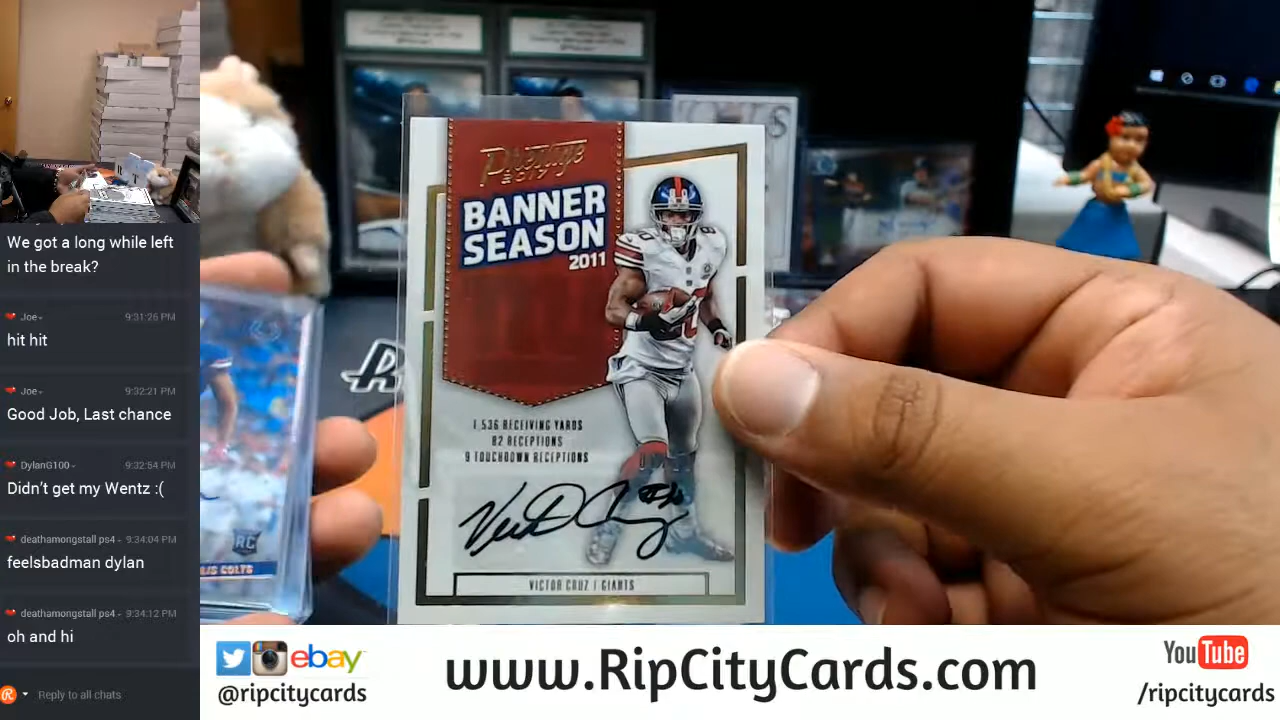 We got a long while left
in the break?
Joe
9:31:26 PM
hit hit
Joe
9:32:21 PM
Good Job, Last chance
DylanG100
9:32:54 PM
Didn't get my Wentz :(
deathamongstall ps4
9:34:04 PM
feelsbadman dylan
deathamongstall ps4
9:34:12 PM
oh and hi
Reply to all chats
Prestige
2017
BANNER
SEASON
2011
80
1,536 RECEIVING YARDS
82 RECEPTIONS
9 TOUCHDOWN RECEPTIONS
VICTOR CRUZ | GIANTS
RC
COLTS
ebay
@ripcitycards
www.RipCityCards.com
YouTube
/ripcitycards